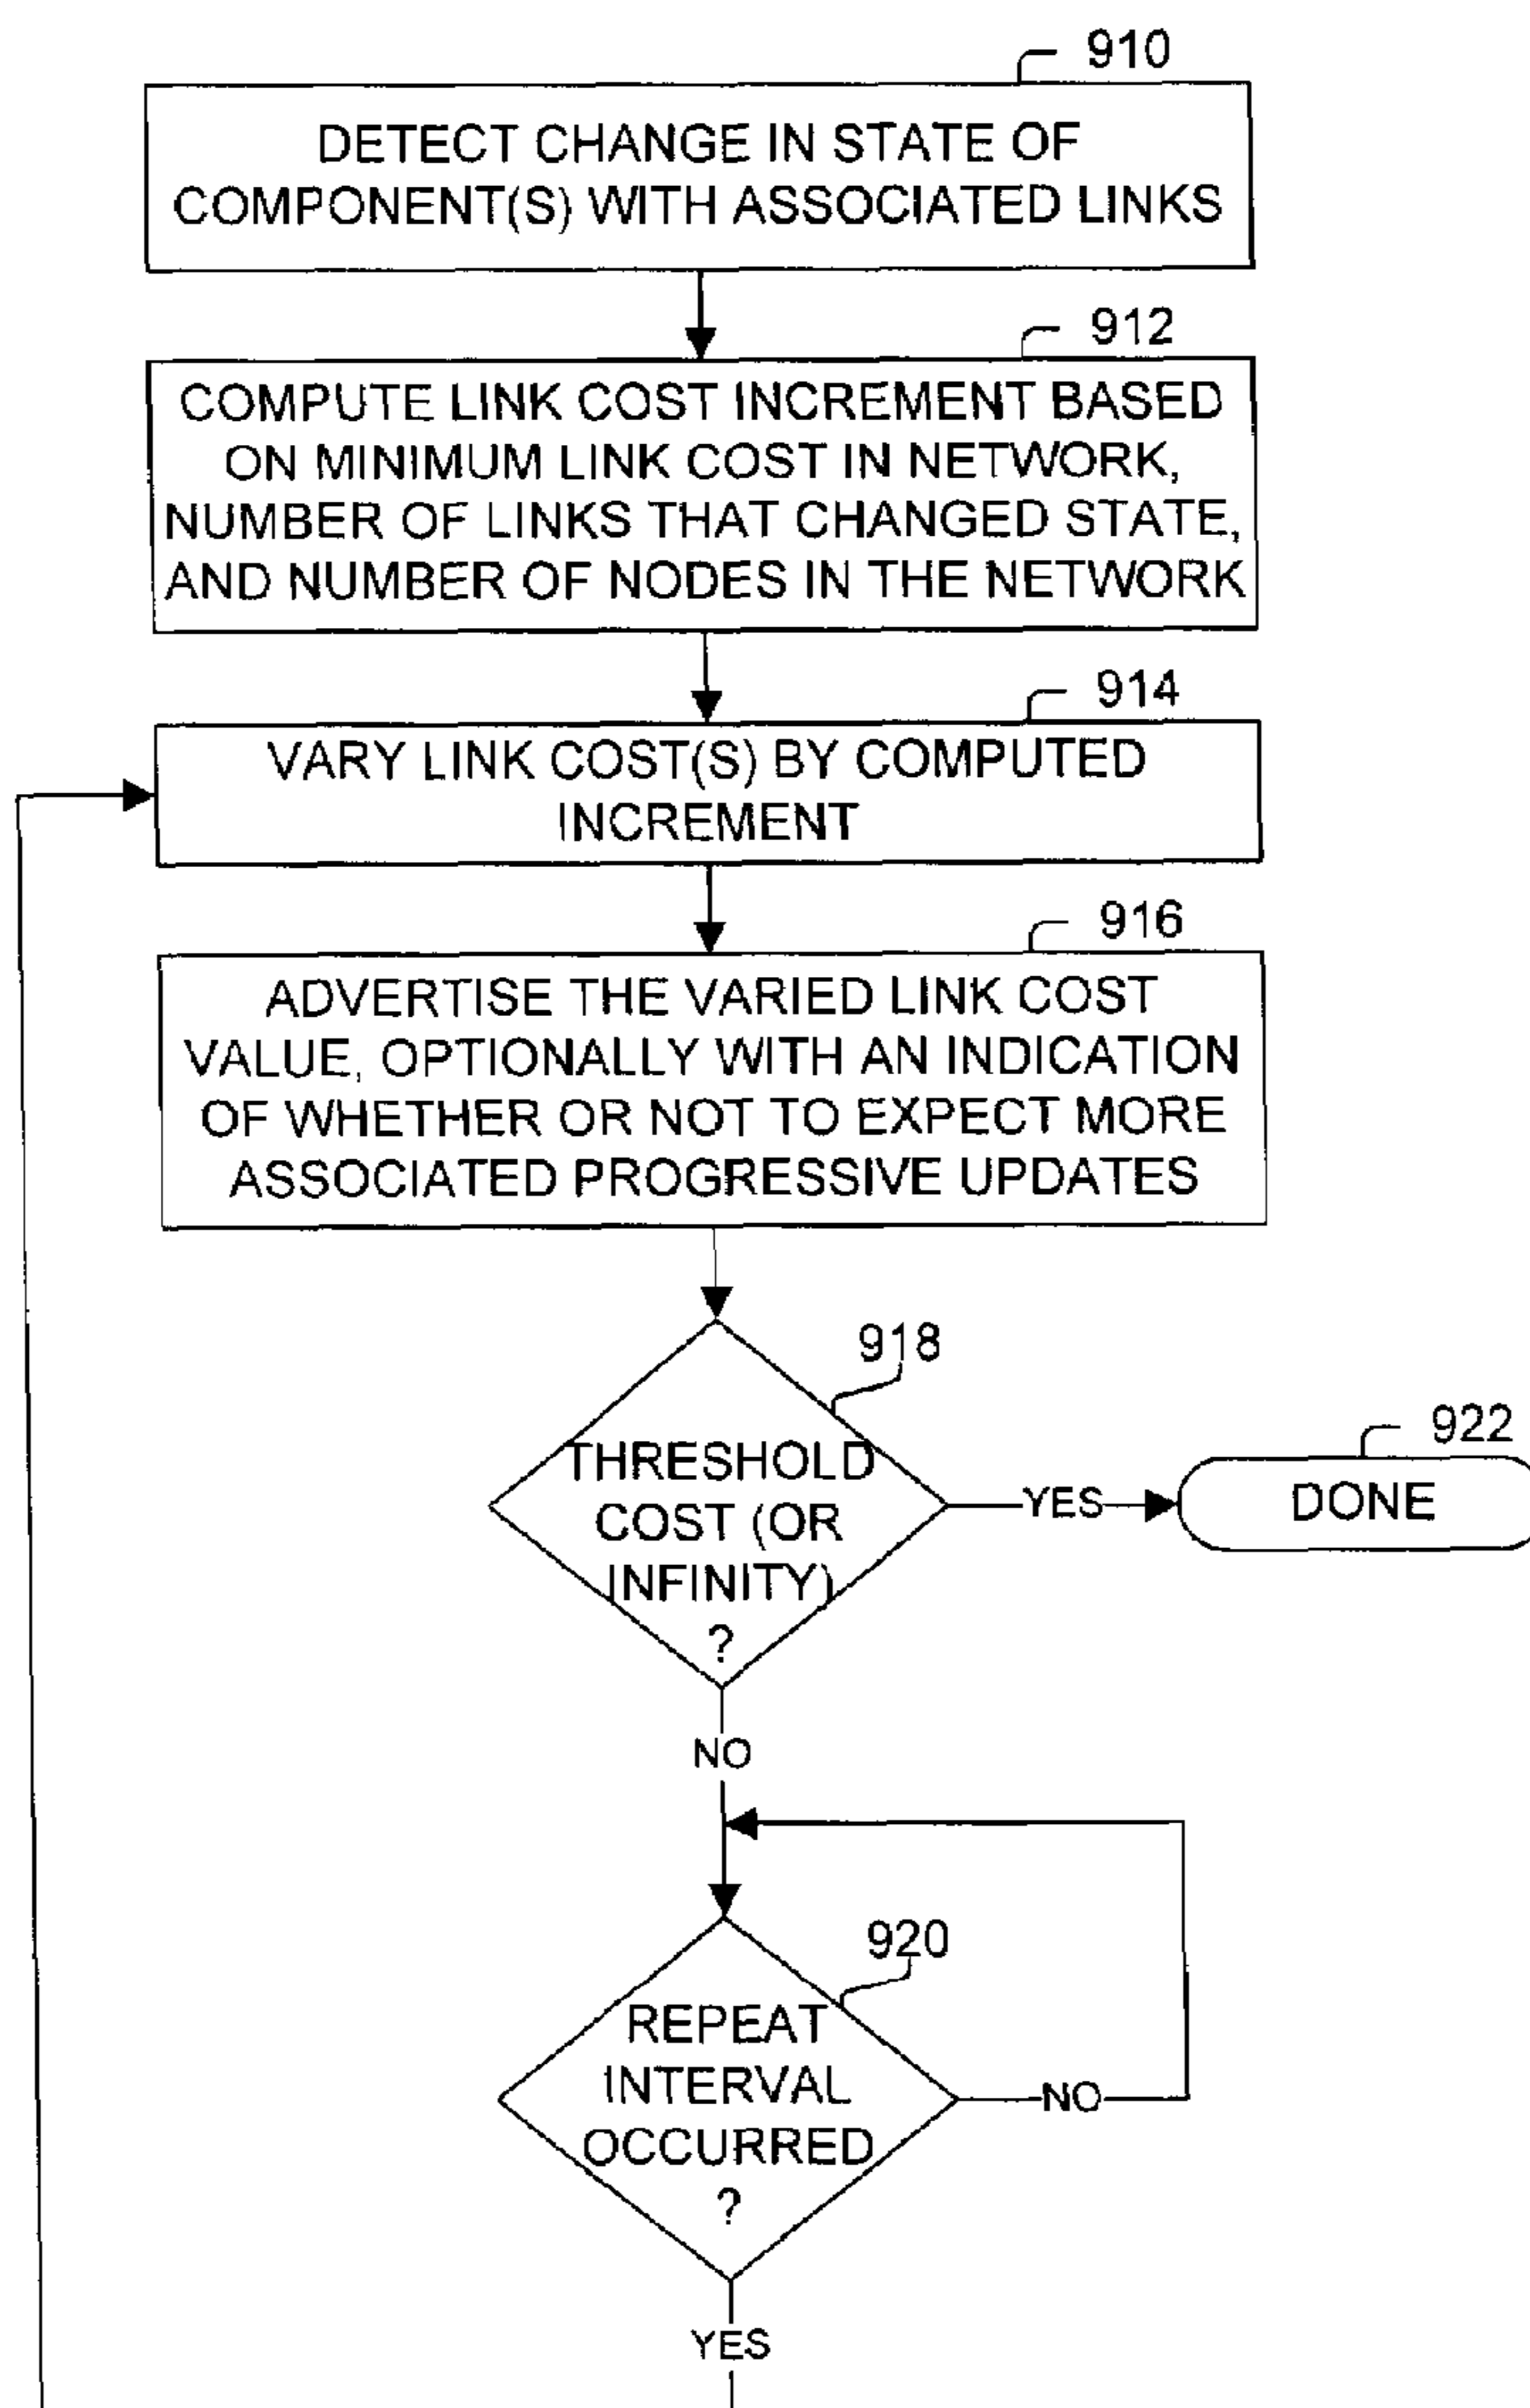 910
DETECT CHANGE IN STATE OF
COMPONENT(S) WITH ASSOCIATED LINKS
912
COMPUTE LINK COST INCREMENT BASED
ON MINIMUM LINK COST IN NETWORK,
NUMBER OF LINKS THAT CHANGED STATE,
AND NUMBER OF NODES IN THE NETWORK
914
VARY LINK COST(S) BY COMPUTED
INCREMENT
916
ADVERTISE THE VARIED LINK COST
VALUE, OPTIONALLY WITH AN INDICATION
OF WHETHER OR NOT TO EXPECT MORE
ASSOCIATED PROGRESSIVE UPDATES
918
THRESHOLD
COST (OR
INFINITY)
?
YES
922
DONE
NO
920
REPEAT
INTERVAL
OCCURRED
?
NO
YES